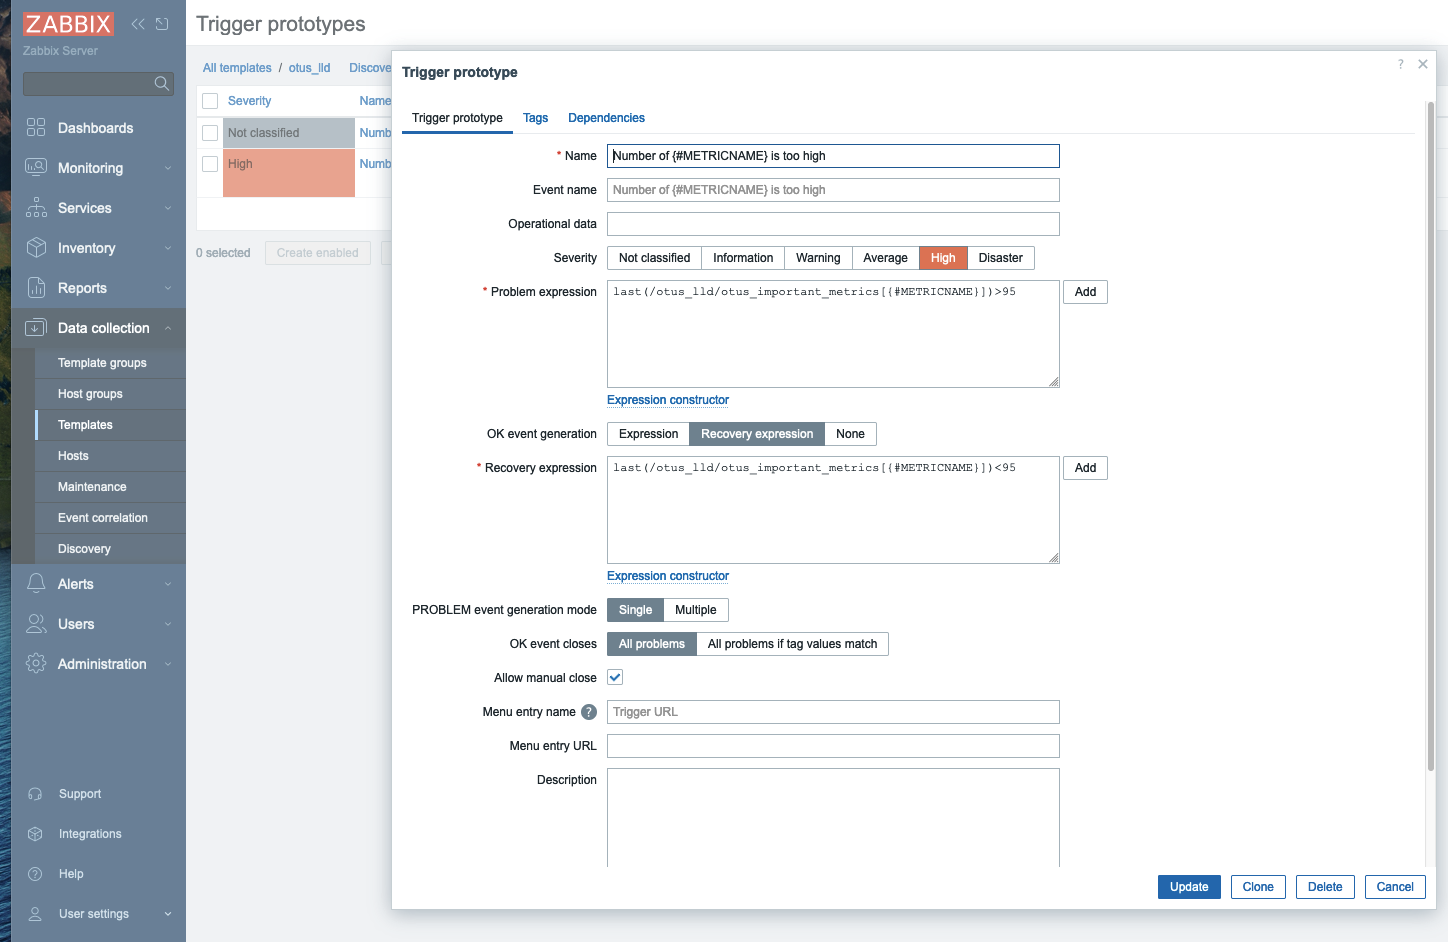 ZABBIX
Zabbix Server
Dashboards
Monitoring
Services
Inventory
Reports
Data collection
Template groups
Host groups
Templates
Hosts
Maintenance
Event correlation
Discovery
Alerts
Users
Administration
Support
Integrations
Help
User settings
Trigger prototypes
All templates / otus_lld Discove
Severity Name
Not classified Numb
High Numb
0 selected Create enabled
Trigger prototype
?
Trigger prototype Tags Dependencies
* Name Number of {#METRICNAME} is too high
Event name Number of {#METRICNAME} is too high
Operational data
Severity Not classified Information Warning Average High Disaster
* Problem expression last(/otus_lld/otus_important_metrics[{#METRICNAME}])>95 Add
Expression constructor
OK event generation Expression Recovery expression None
* Recovery expression last(/otus_lld/otus_important_metrics[{#METRICNAME}])<95 Add
Expression constructor
PROBLEM event generation mode Single Multiple
OK event closes All problems All problems if tag values match
Allow manual close
Menu entry name ? Trigger URL
Menu entry URL
Description
Update Clone Delete Cancel